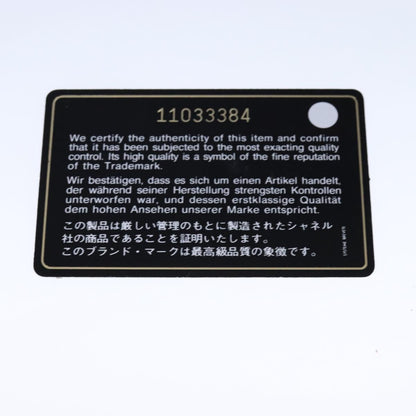 11033384
We certify the authenticity of this item and confirm
that it has been subjected to the most exacting quality
control. Its high quality is a symbol of the fine reputation
of the Trademark.
Wir bestätigen, dass es sich um einen Artikel handelt,
der während seiner Herstellung strengsten Kontrollen
unterworfen war, und dessen erstklassige Qualität
dem hohen Ansehen unserer Marke entspricht.
この製品は厳しい管理のもとに製造されたシャネル
社の商品であることを証明いたします。
このブランド・マークは最高級品質の象徴です。